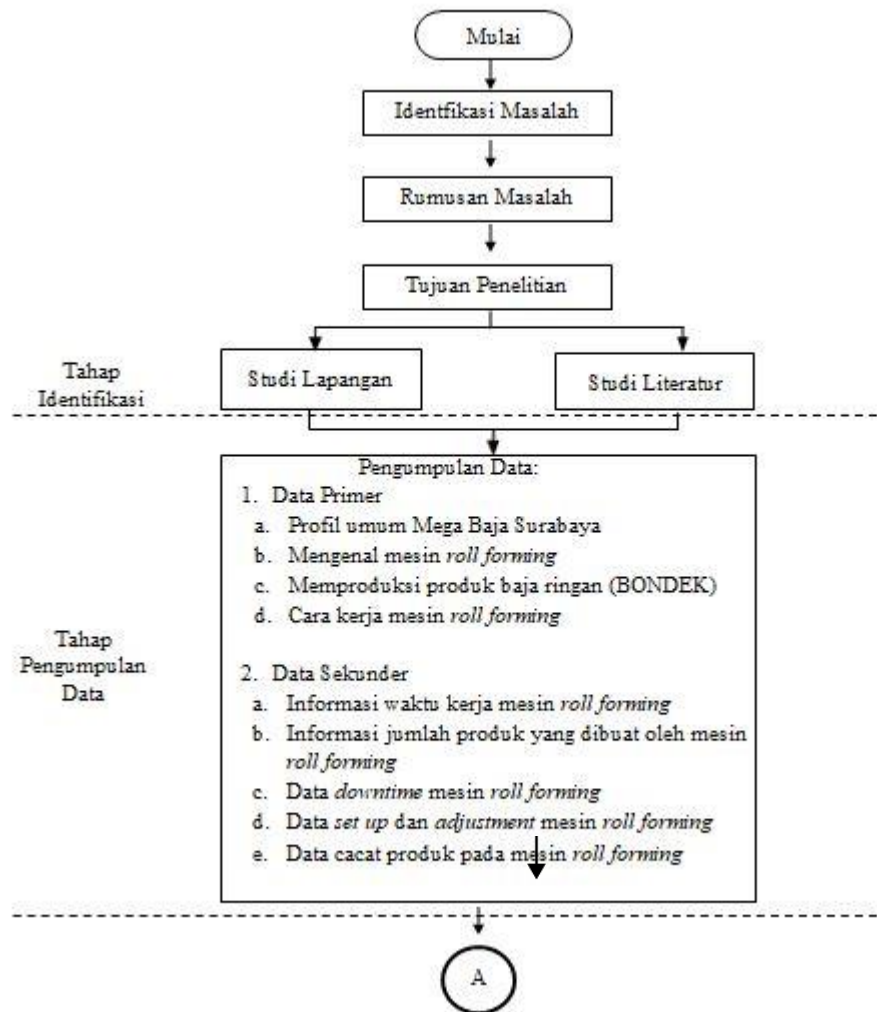 Mulai
Identfikasi Masalah
Rumusan Masalah
Tujuan Penelitian
Studi Lapangan
Studi Literatur
Tahap
Identifikasi
Pengumpulan Data:
1. Data Primer
a. Profil umum Mega Baja Surabaya
b. Mengenal mesin roll forming
c. Memproduksi produk baja ringan (BONDEK)
d. Cara kerja mesin roll forming
Tahap
Pengumpulan
Data
2. Data Sekunder
a. Informasi waktu kerja mesin roll forming
b. Informasi jumlah produk yang dibuat oleh mesin
roll forming
c. Data downtime mesin roll forming
d. Data set up dan adjustment mesin roll forming
e. Data cacat produk pada mesin roll forming
A